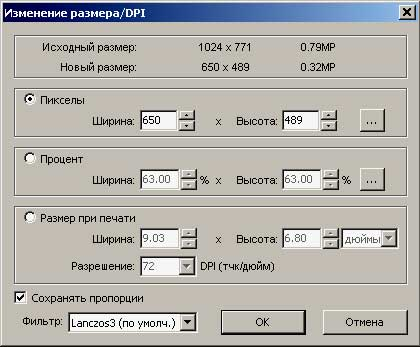 Изменение размера/DPI
Исходный размер: 1024 x 771 0.79MP
Новый размер: 650 x 489 0.32MP
Пикселы
Ширина: 650 x Высота: 489 ...
Процент
Ширина: 63.00 % x Высота: 63.00 % ...
Размер при печати
Ширина: 9.03 x Высота: 6.80 дюймы
Разрешение: 72 DPI (тчк/дюйм)
Сохранять пропорции
Фильтр: Lanczos3 (по умолч.) OK Отмена